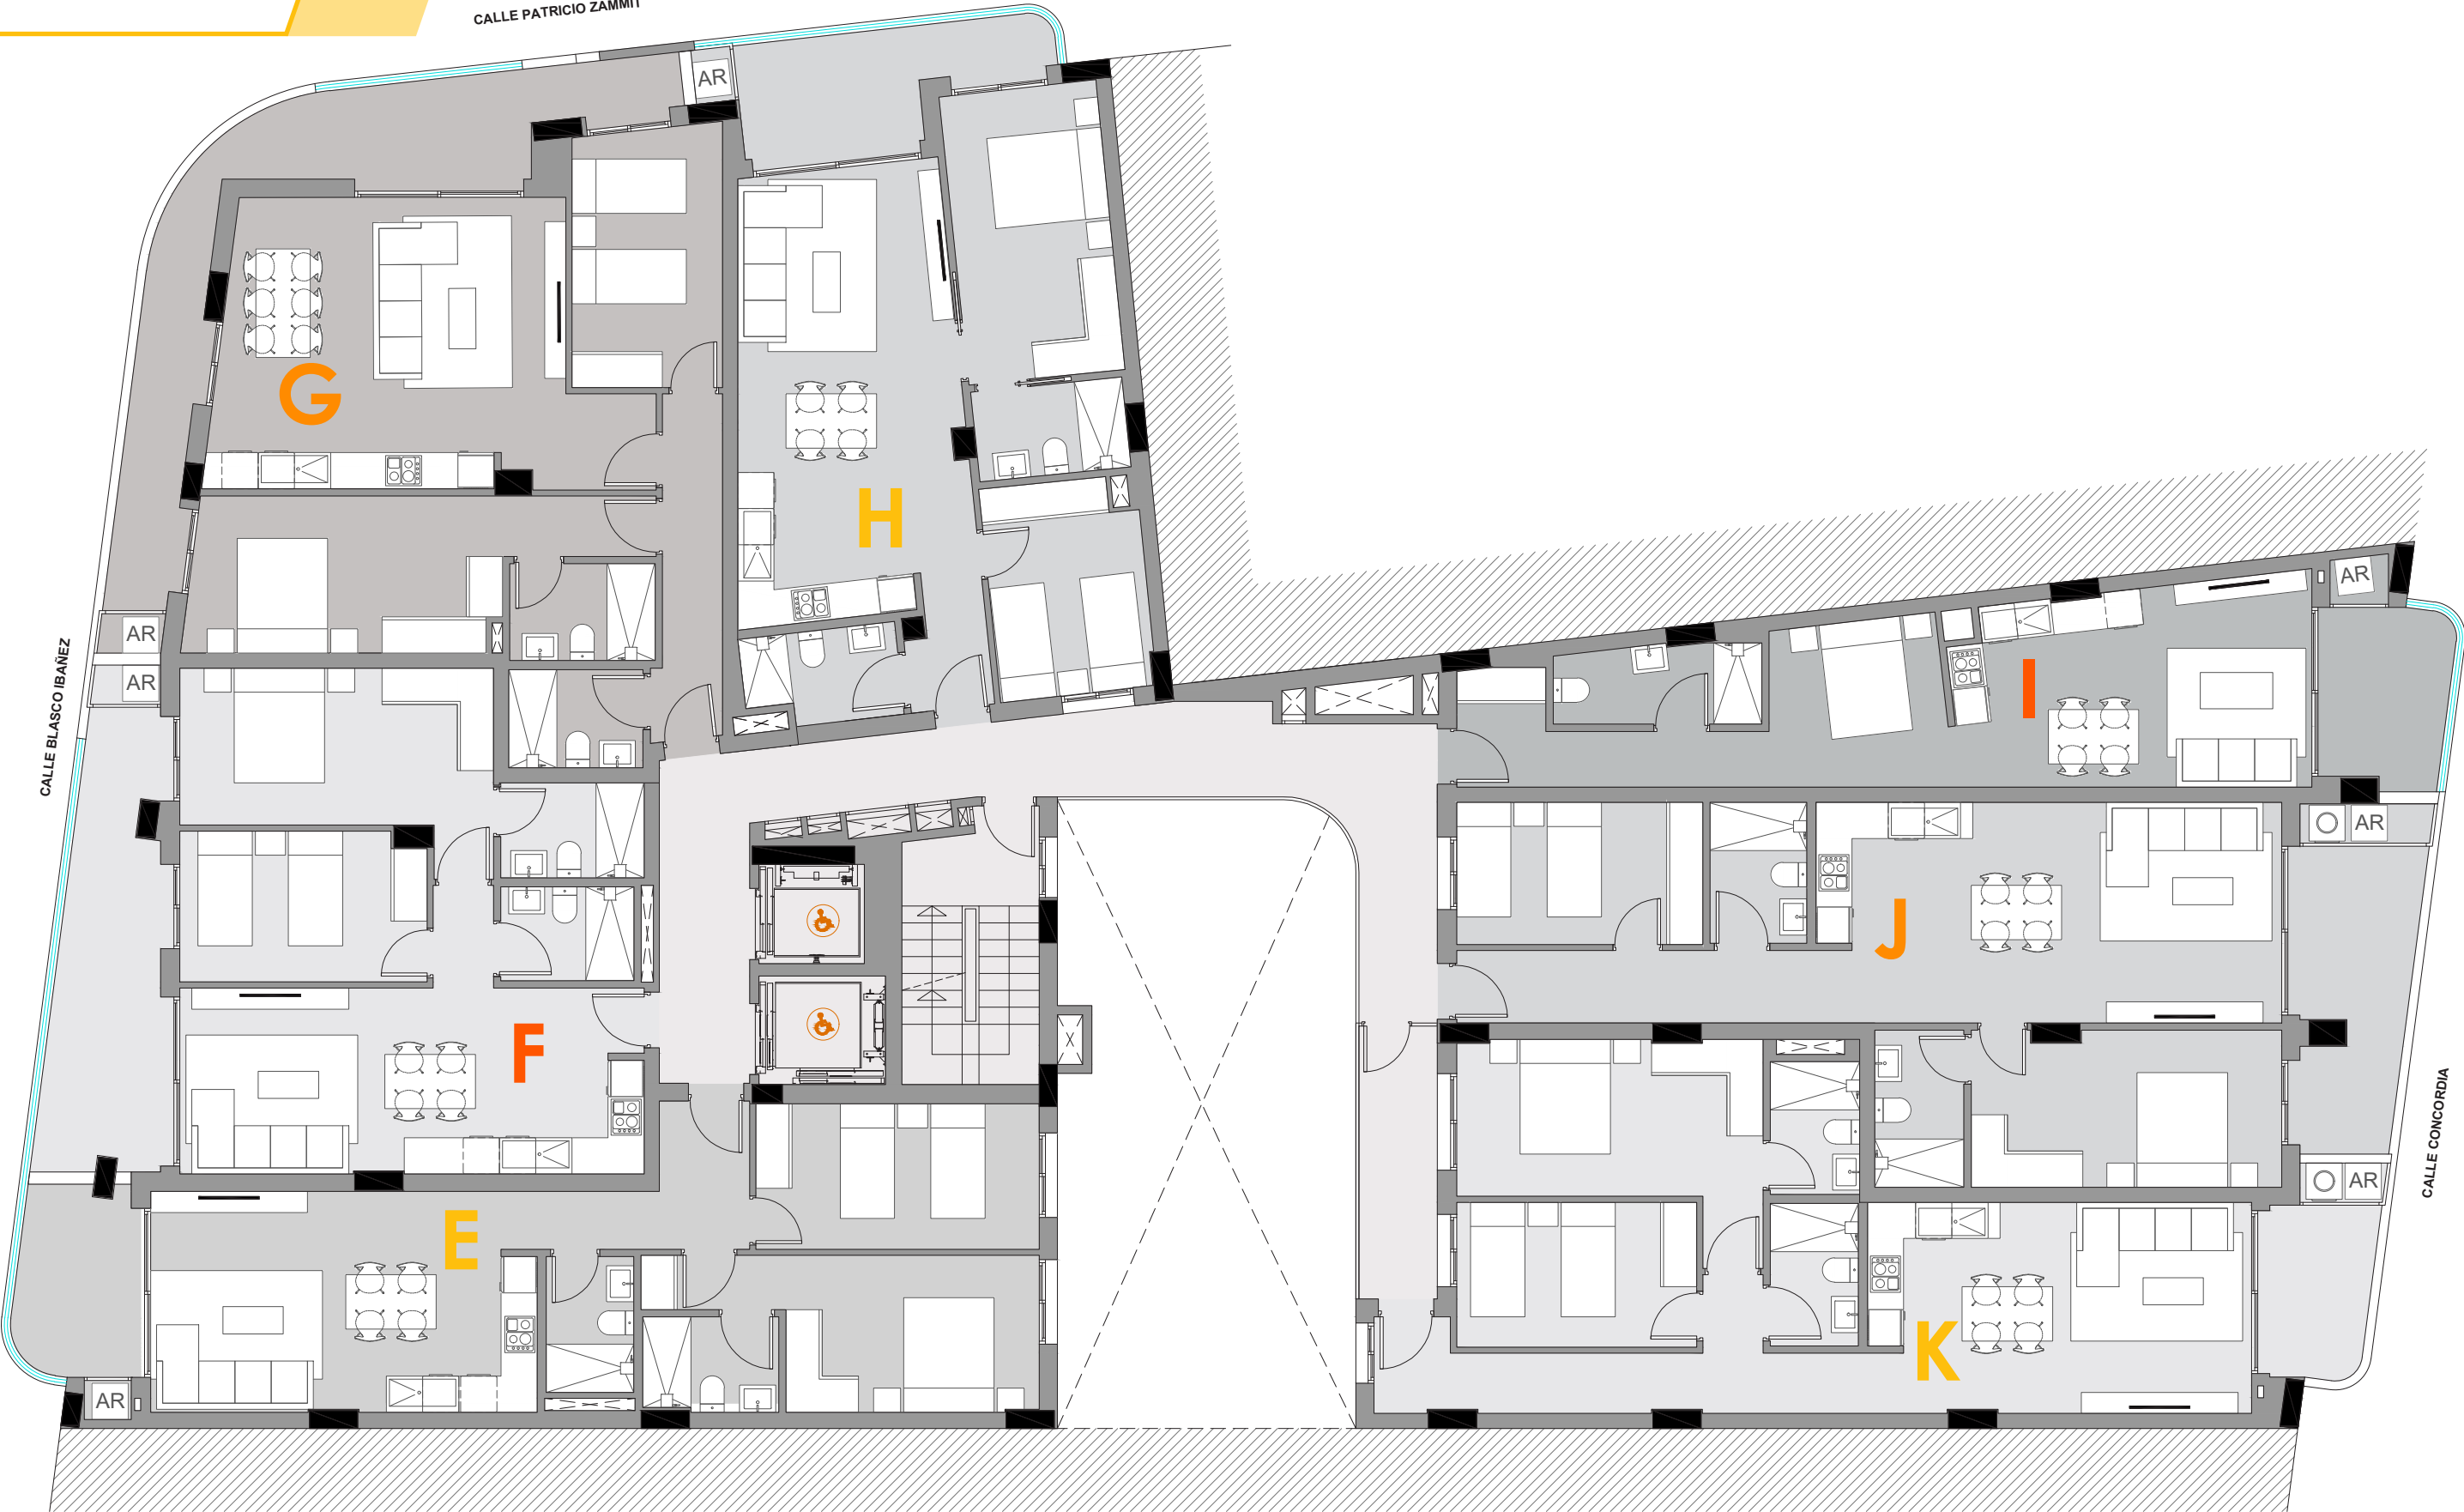 CALLE PATRICIO ZAMMIT
AR
G
H
AR
AR
AR
I
CALLE BLASCO IBAÑEZ
AR
J
F
CALLE CONCORDIA
AR
E
K
AR